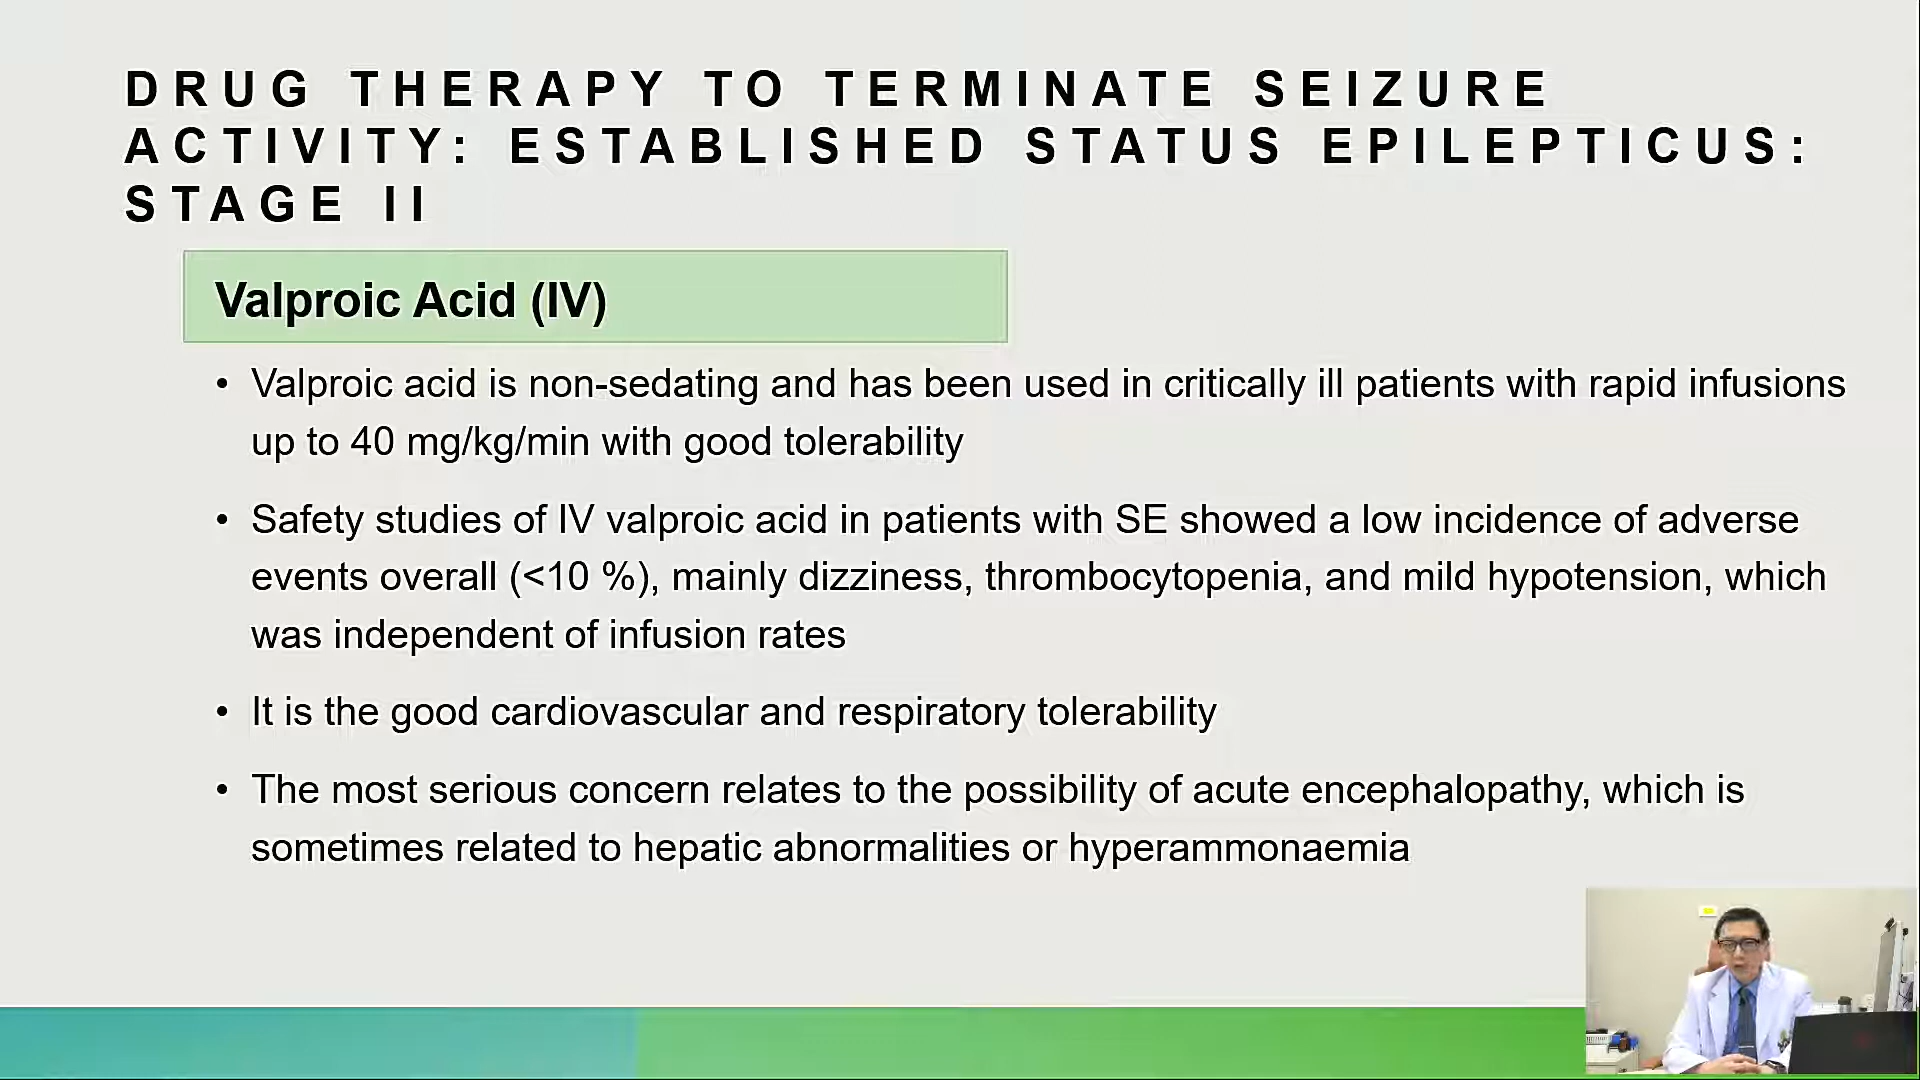 DRUG THERAPY TO TERMINATE SEIZURE
ACTIVITY: ESTABLISHED STATUS EPILEPTICUS:
STAGE II
Valproic Acid (IV)
• Valproic acid is non-sedating and has been used in critically ill patients with rapid infusions
up to 40 mg/kg/min with good tolerability
• Safety studies of IV valproic acid in patients with SE showed a low incidence of adverse
events overall (<10 %), mainly dizziness, thrombocytopenia, and mild hypotension, which
was independent of infusion rates
• It is the good cardiovascular and respiratory tolerability
• The most serious concern relates to the possibility of acute encephalopathy, which is
sometimes related to hepatic abnormalities or hyperammonaemia